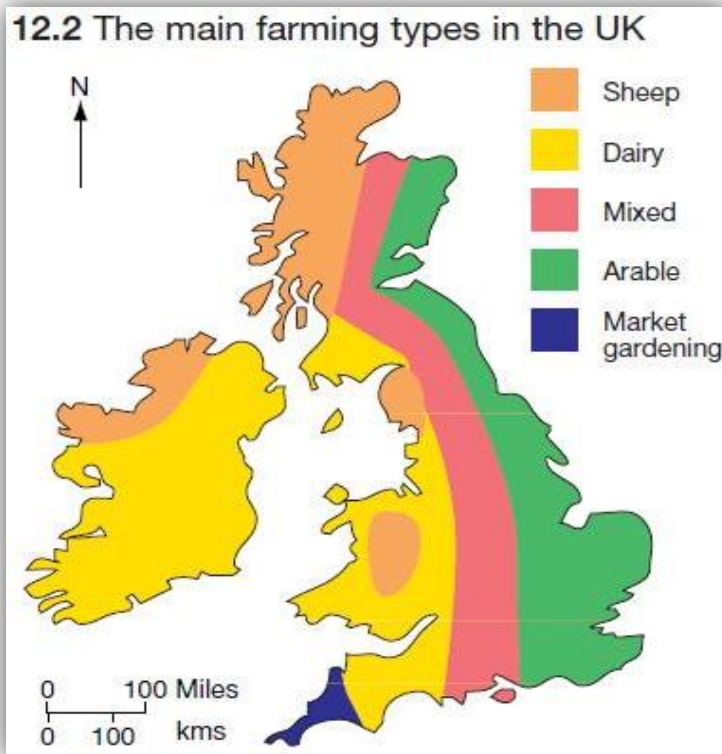 12.2 The main farming types in the UK
N
Sheep
Dairy
Mixed
Arable
Market
gardening
0 100 Miles
0 100 kms